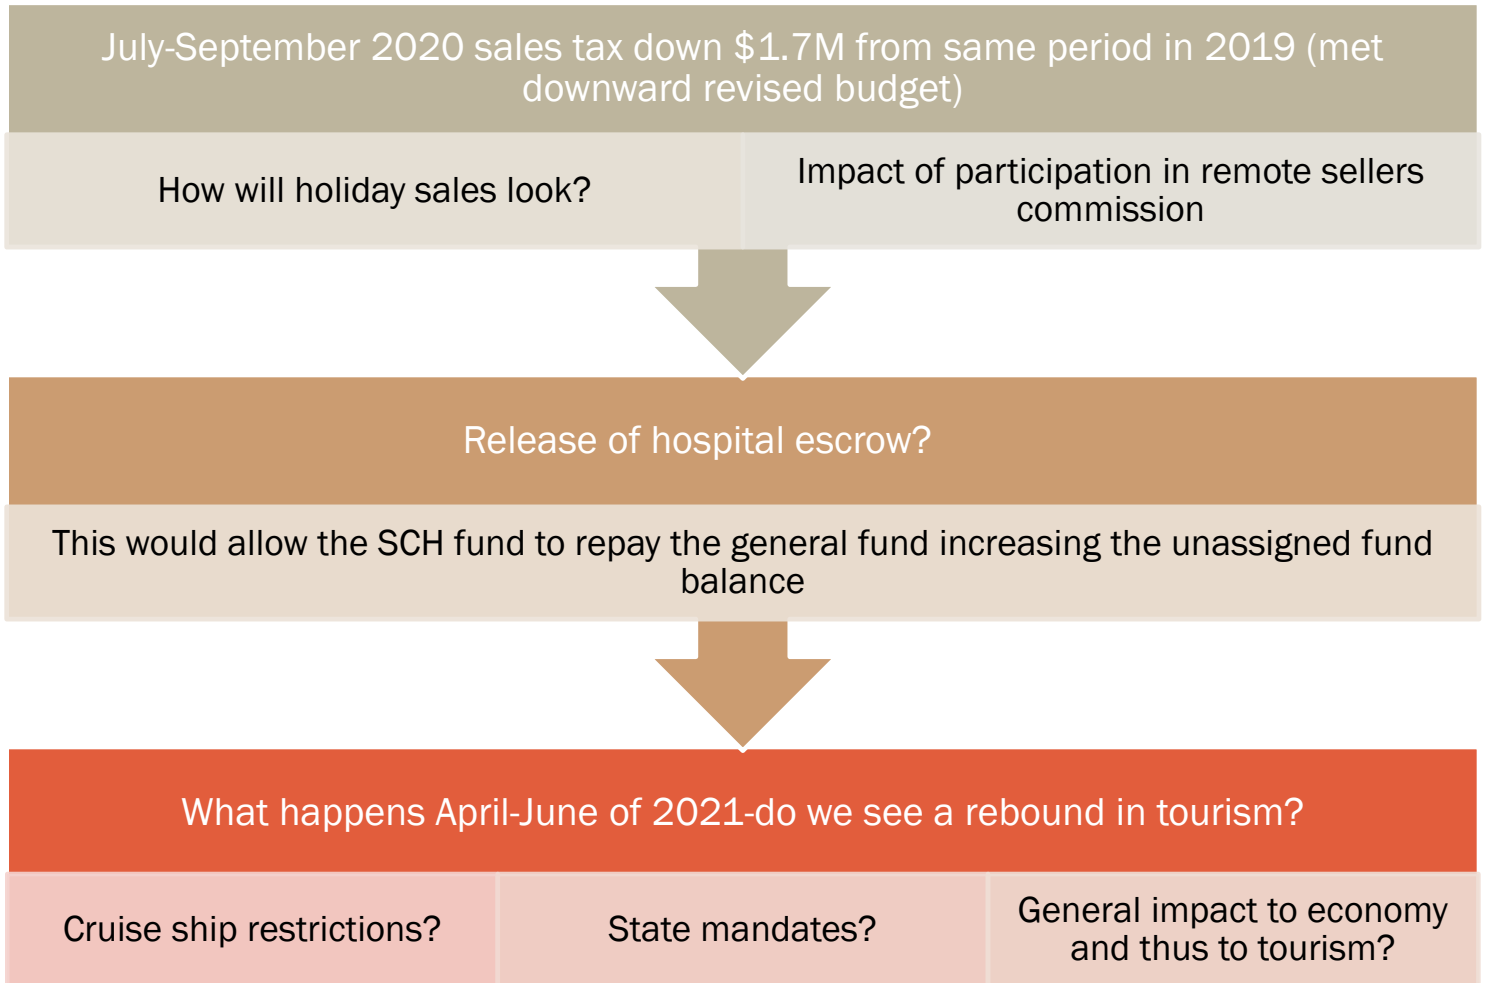 July-September 2020 sales tax down $1.7M from same period in 2019 (met
downward revised budget)
How will holiday sales look?
Impact of participation in remote sellers
commission
Release of hospital escrow?
This would allow the SCH fund to repay the general fund increasing the unassigned fund
balance
What happens April-June of 2021-do we see a rebound in tourism?
Cruise ship restrictions?
State mandates?
General impact to economy
and thus to tourism?